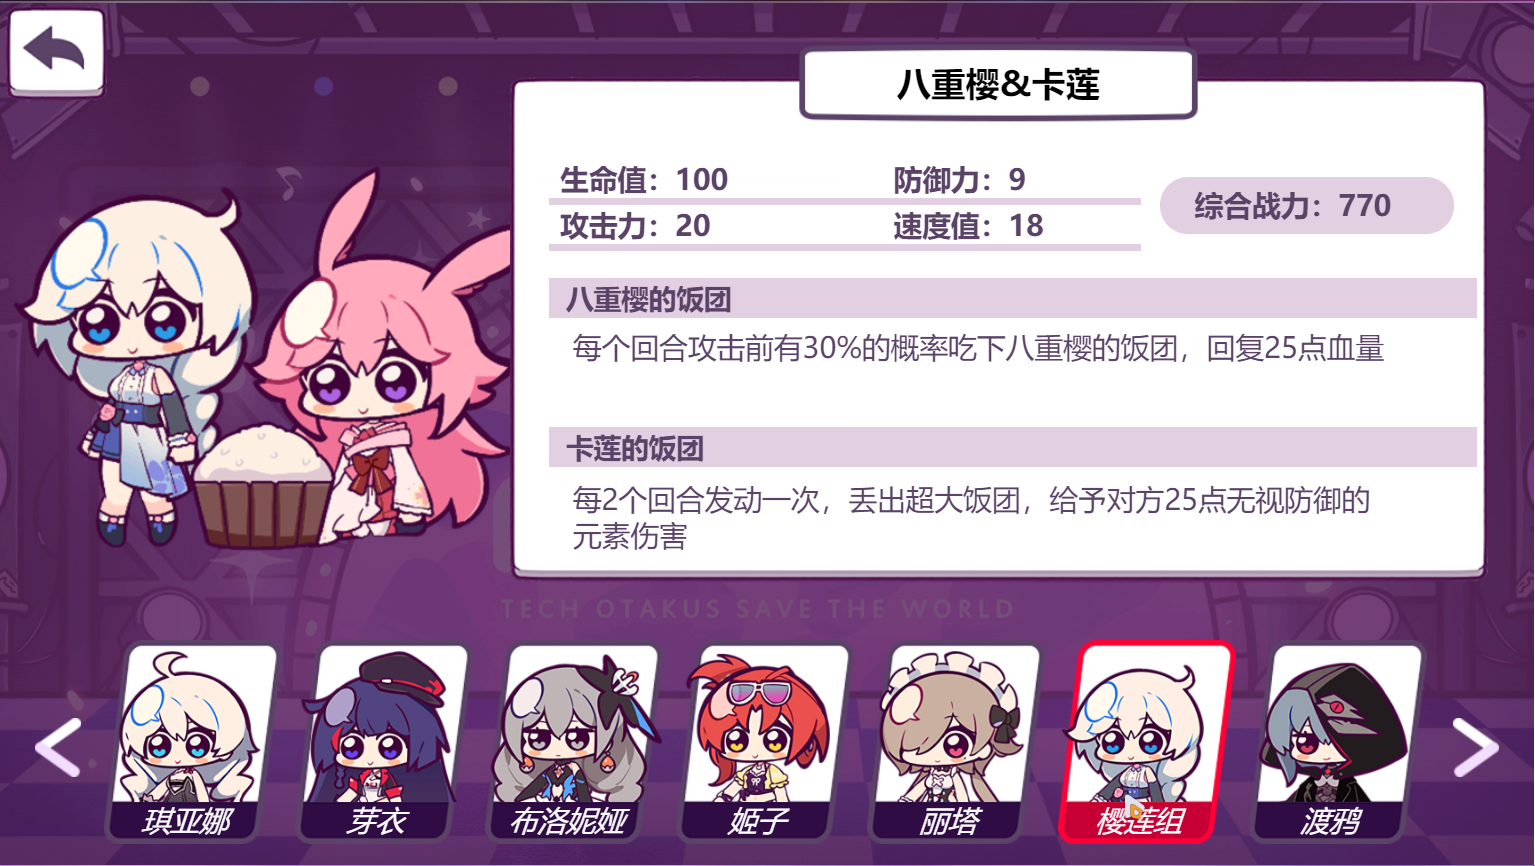 八重樱&卡莲
生命值：100
防御力：9
综合战力：770
攻击力：20
速度值：18
八重樱的饭团
每个回合攻击前有30%的概率吃下八重樱的饭团，回复25点血量
卡莲的饭团
每2个回合发动一次，丢出超大饭团，给予对方25点无视防御的
元素伤害
TECH OTAKUS SAVE THE WORLD
琪亚娜
芽衣
布洛妮娅
姬子
丽塔
樱莲组
渡鸦